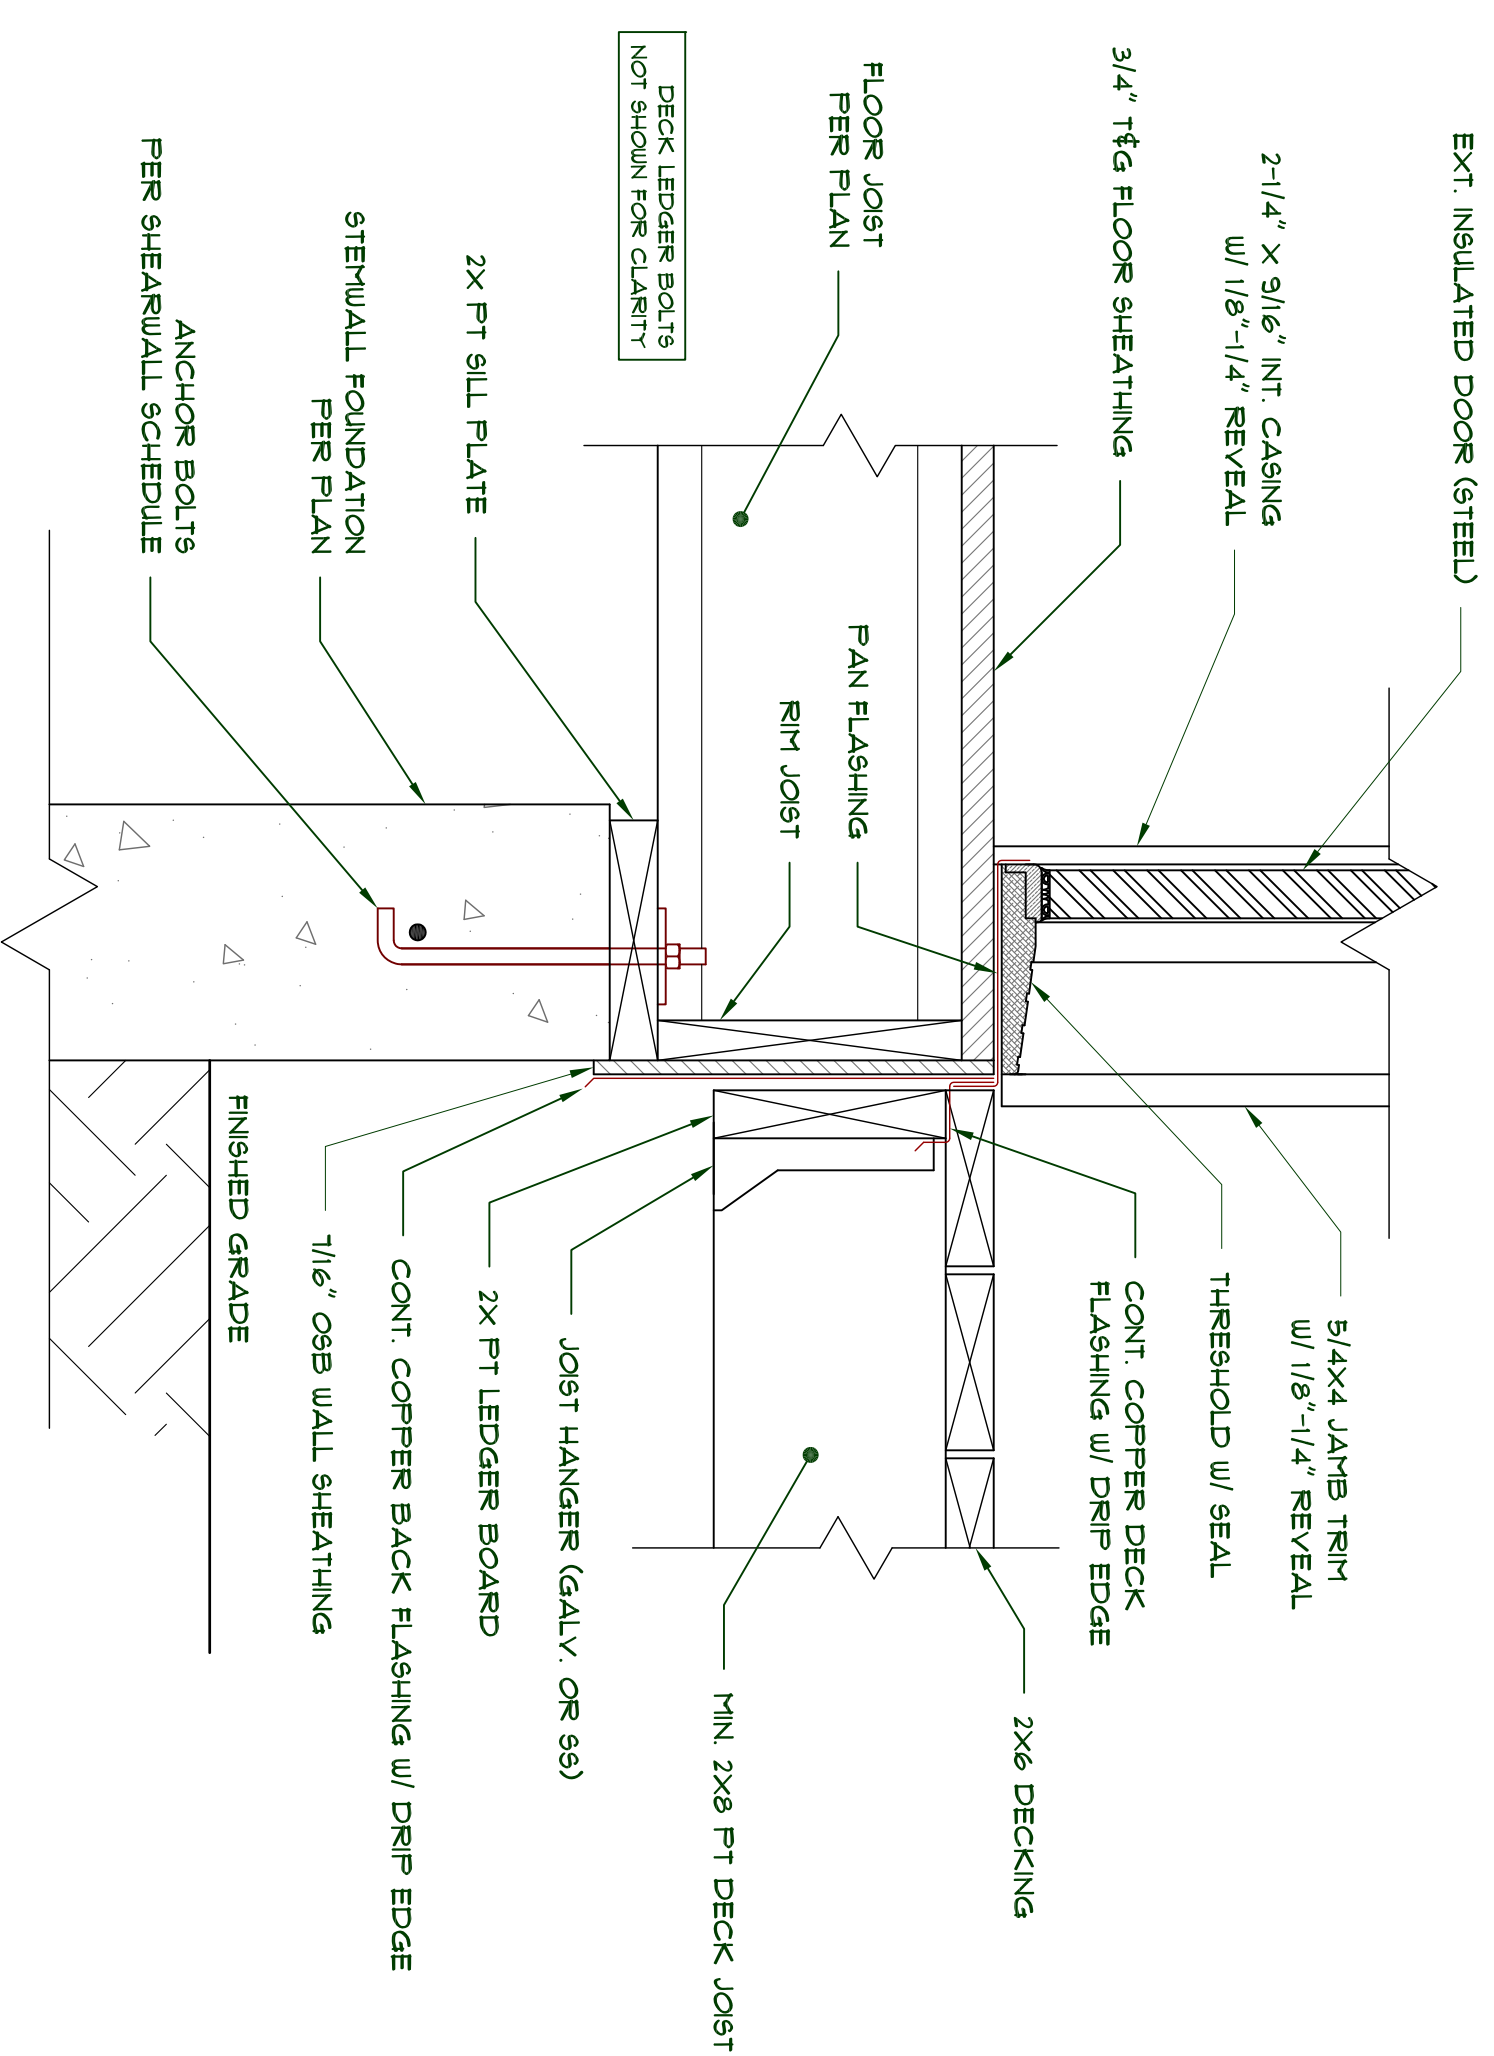 EXT. INSULATED DOOR (STEEL)
2-1/4" X 9/16" INT. CASING
W/ 1/8"-1/4" REVEAL
3/4" T&G FLOOR SHEATHING
FLOOR JOIST
PER PLAN
DECK LEDGER BOLTS
NOT SHOWN FOR CLARITY
2X PT SILL PLATE
STEMWALL FOUNDATION
PER PLAN
ANCHOR BOLTS
PER SHEARWALL SCHEDULE
PAN FLASHING
RIM JOIST
5/4X4 JAMB TRIM
W/ 1/8"-1/4" REVEAL
THRESHOLD W/ SEAL
CONT. COPPER DECK
FLASHING W/ DRIP EDGE
2X6 DECKING
MIN. 2X8 PT DECK JOIST
JOIST HANGER (GALV. OR SS)
2X PT LEDGER BOARD
CONT. COPPER BACK FLASHING W/ DRIP EDGE
7/16" OSB WALL SHEATHING
FINISHED GRADE